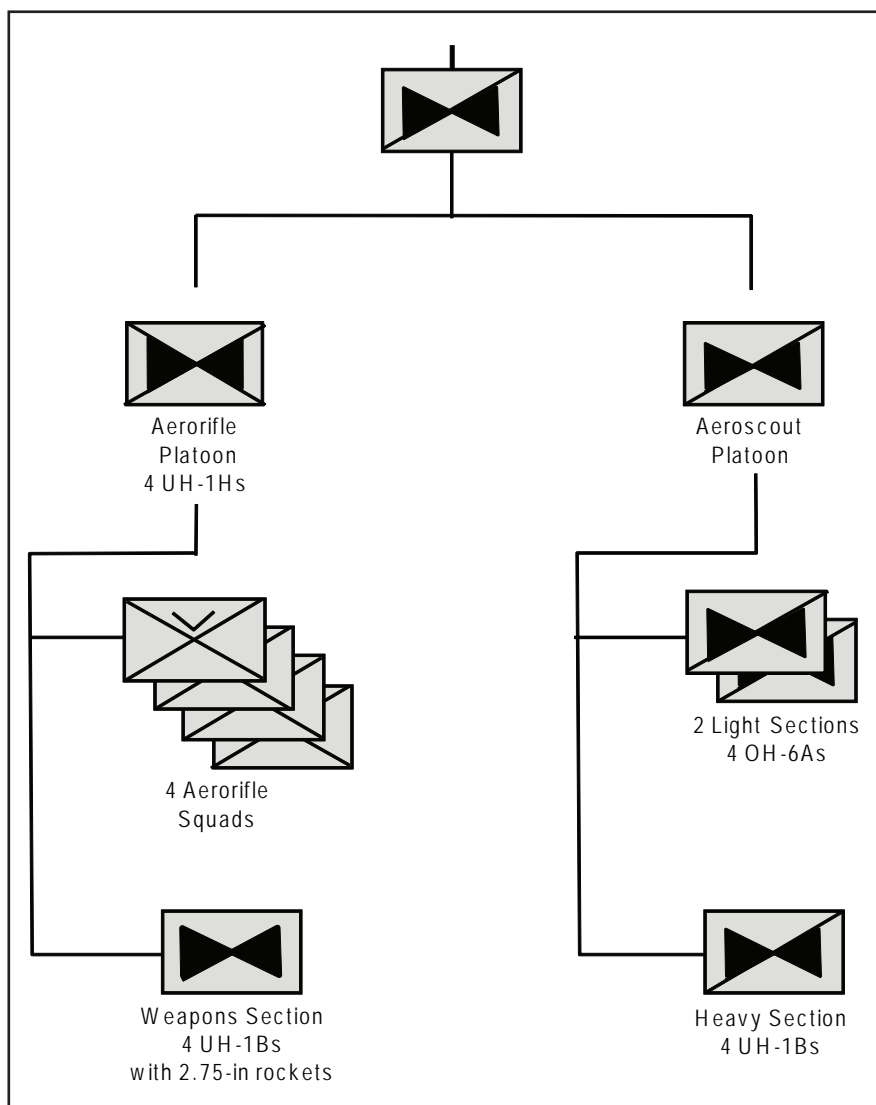 Aerorifle
Platoon
4 UH-1Hs
Aeroscout
Platoon
4 Aerorifle
Squads
2 Light Sections
4 OH-6As
Weapons Section
4 UH-1Bs
with 2.75-in rockets
Heavy Section
4 UH-1Bs